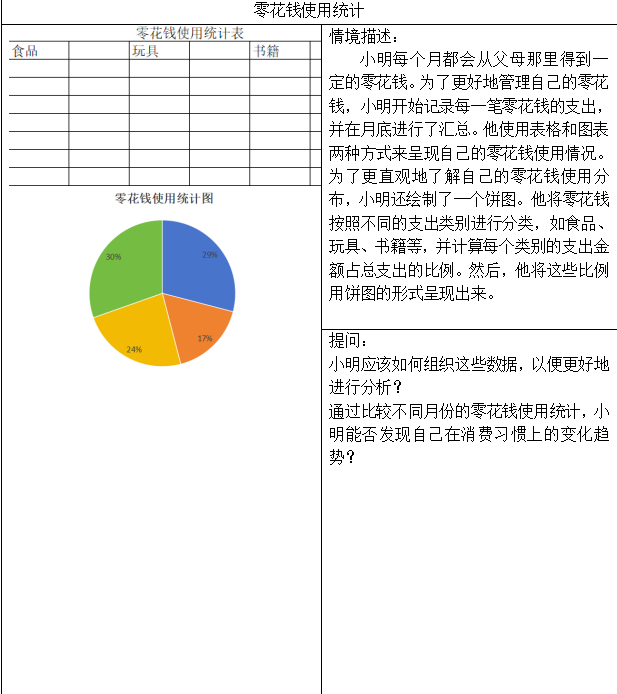 零花钱使用统计
零花钱使用统计表
食品 玩具 书籍
零花钱使用统计图
30%
29%
17%
24%
情境描述：
小明每个月都会从父母那里得到一
定的零花钱。为了更好地管理自己的零花
钱，小明开始记录每一笔零花钱的支出，
并在月底进行了汇总。他使用表格和图表
两种方式来呈现自己的零花钱使用情况。
为了更直观地了解自己的零花钱使用分
布，小明还绘制了一个饼图。他将零花钱
按照不同的支出类别进行分类，如食品、
玩具、书籍等，并计算每个类别的支出金
额占总支出的比例。然后，他将这些比例
用饼图的形式呈现出来。
提问：
小明应该如何组织这些数据，以便更好地
进行分析？
通过比较不同月份的零花钱使用统计，小
明能否发现自己在消费习惯上的变化趋
势？